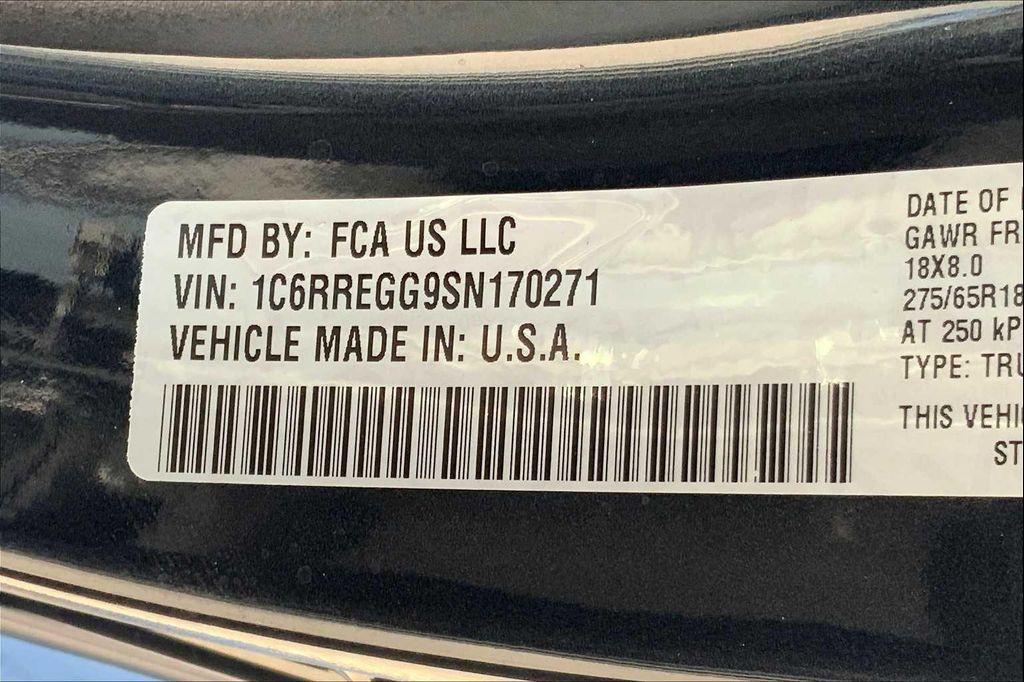 MFD BY: FCA US LLC
VIN: 1C6RREGG9SN170271
VEHICLE MADE IN: U.S.A.
DATE OF
GAWR FR
18X8.0
275/65R18
AT 250 kP
TYPE: TRU
THIS VEHI
ST